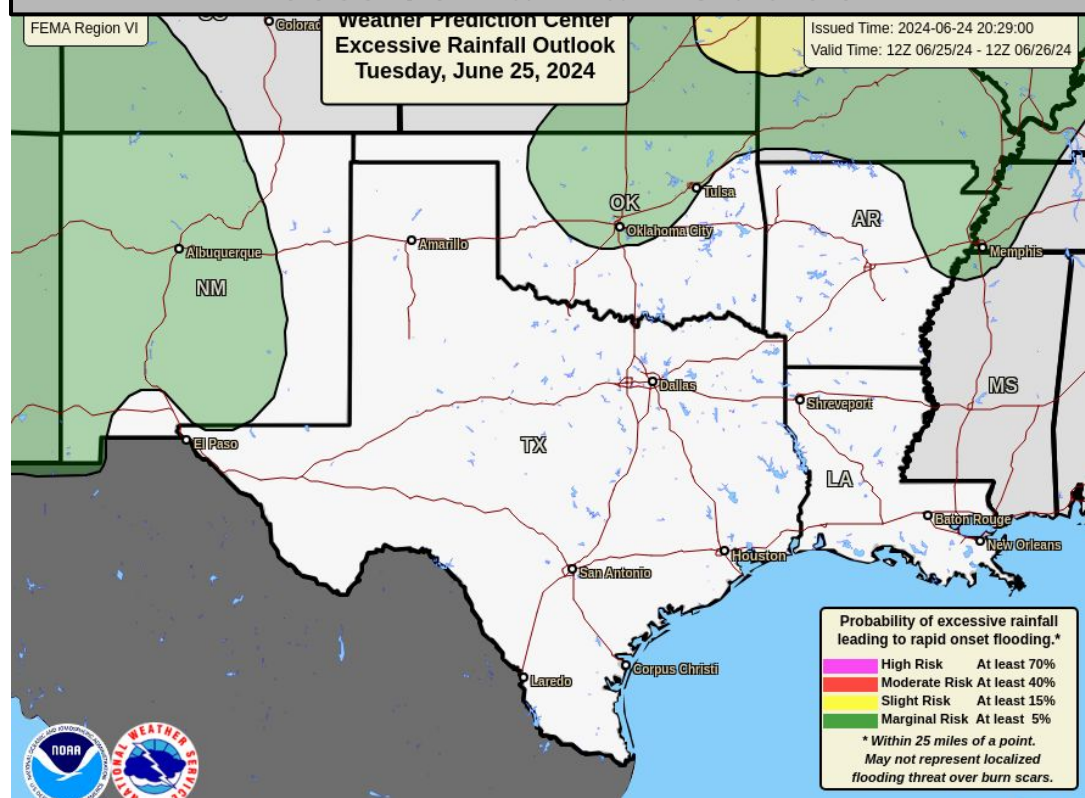 FEMA Region VI
Weather Prediction Center
Excessive Rainfall Outlook
Tuesday, June 25, 2024
Issued Time: 2024-06-24 20:29:00
Valid Time: 12Z 06/25/24 - 12Z 06/26/24
Colorad
Tulsa
OK
Oklahoma City
AR
Amarillo
Albuquerque
Memphis
NM
Dallas
MS
Shreveport
El Paso
TX
LA
Baton Rouge
New Orleans
Houston
San Antonio
Corpus Christi
Laredo
Probability of excessive rainfall
leading to rapid onset flooding.*
High Risk At least 70%
Moderate Risk At least 40%
Slight Risk At least 15%
Marginal Risk At least 5%
* Within 25 miles of a point.
May not represent localized
flooding threat over burn scars.
NOAA
NATIONAL WEATHER SERVICE